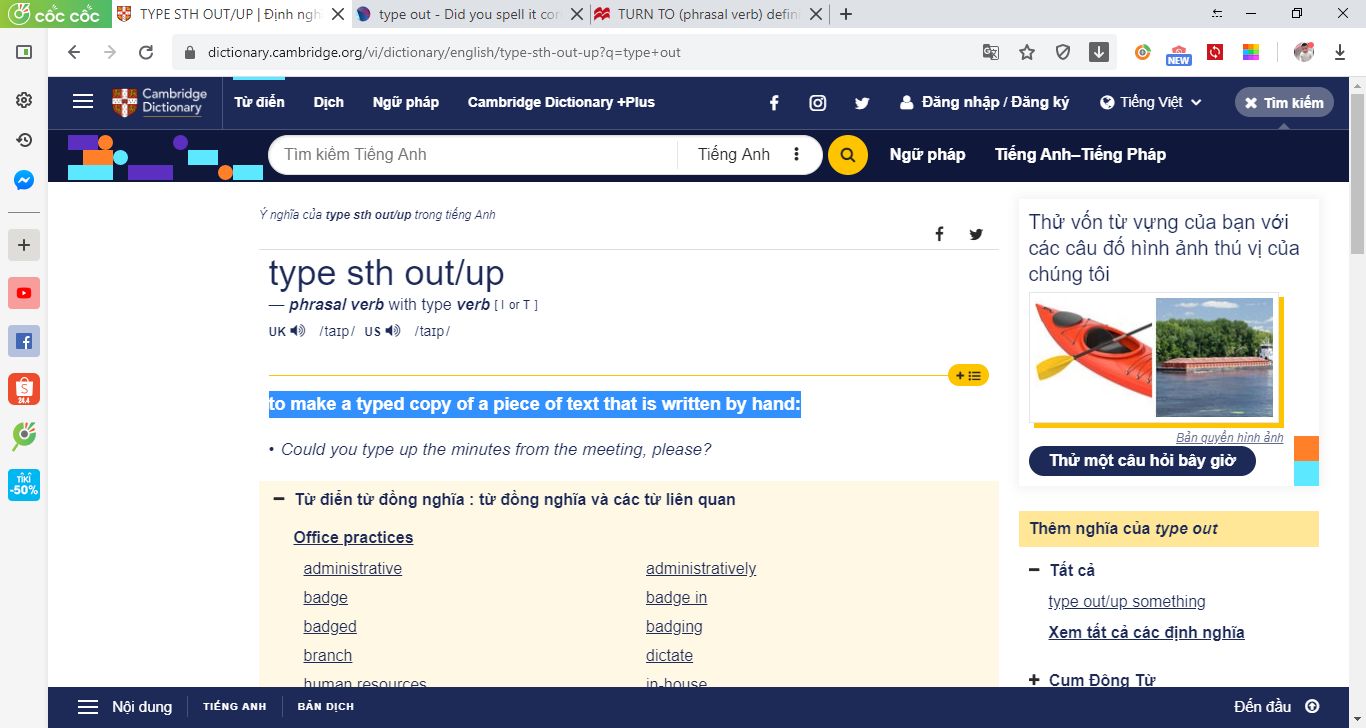 cốc cốc
TYPE STH OUT/UP | Định ngh
type out - Did you spell it cor
TURN TO (phrasal verb) defini
dictionary.cambridge.org/vi/dictionary/english/type-sth-out-up?q=type+out
NEW
Cambridge
Dictionary
Từ điển
Dịch
Ngữ pháp
Cambridge Dictionary +Plus
Đăng nhập / Đăng ký
Tiếng Việt
Tìm kiếm
Tìm kiếm Tiếng Anh
Tiếng Anh
Ngữ pháp
Tiếng Anh–Tiếng Pháp
Ý nghĩa của type sth out/up trong tiếng Anh
type sth out/up
— phrasal verb with type verb [ I or T ]
UK /taɪp/ US /taɪp/
to make a typed copy of a piece of text that is written by hand:
• Could you type up the minutes from the meeting, please?
Từ điển từ đồng nghĩa : từ đồng nghĩa và các từ liên quan
Office practices
administrative
administratively
badge
badge in
badged
badging
branch
dictate
human resources
in-house
Thử vốn từ vựng của bạn với
các câu đố hình ảnh thú vị của
chúng tôi
Bản quyền hình ảnh
Thử một câu hỏi bây giờ
Thêm nghĩa của type out
Tất cả
type out/up something
Xem tất cả các định nghĩa
Cụm Động Từ
S
24.4
TIKI
-50%
Nội dung
TIẾNG ANH
BẢN DỊCH
Đến đầu